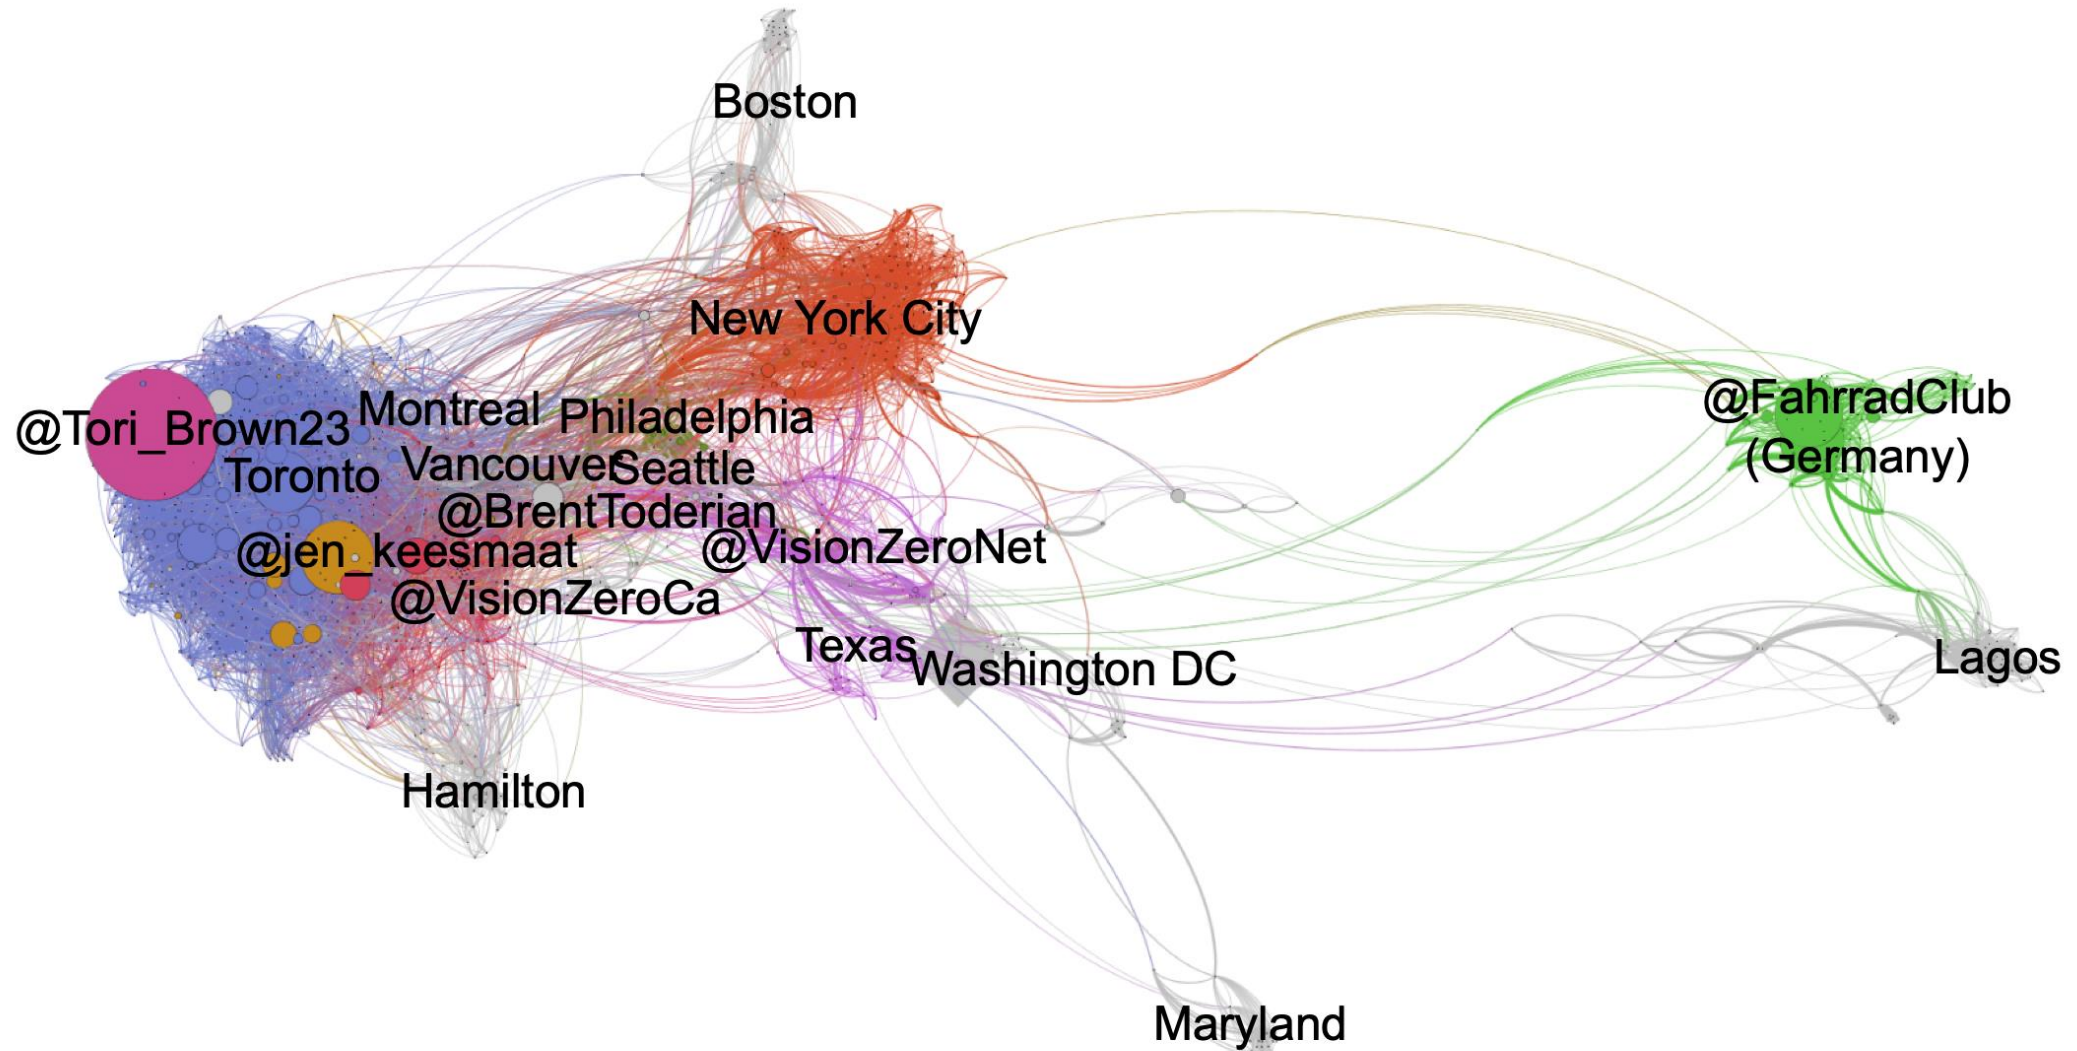 Boston
New York City
@FahrradClub
(Germany)
Montreal
Philadelphia
@Tori_Brown23
Toronto
Vancouver
Seattle
@BrentToderian
@jen_keesmaat
@VisionZeroNet
@VisionZeroCa
Texas
Washington DC
Lagos
Hamilton
Maryland